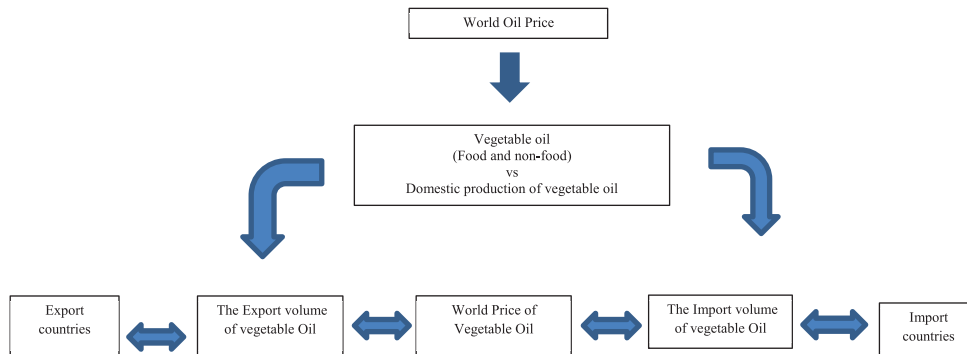 World Oil Price
Vegetable oil
(Food and non-food)
vs
Domestic production of vegetable oil
Export
countries
The Export volume
of vegetable Oil
World Price of
Vegetable Oil
The Import volume
of vegetable Oil
Import
countries